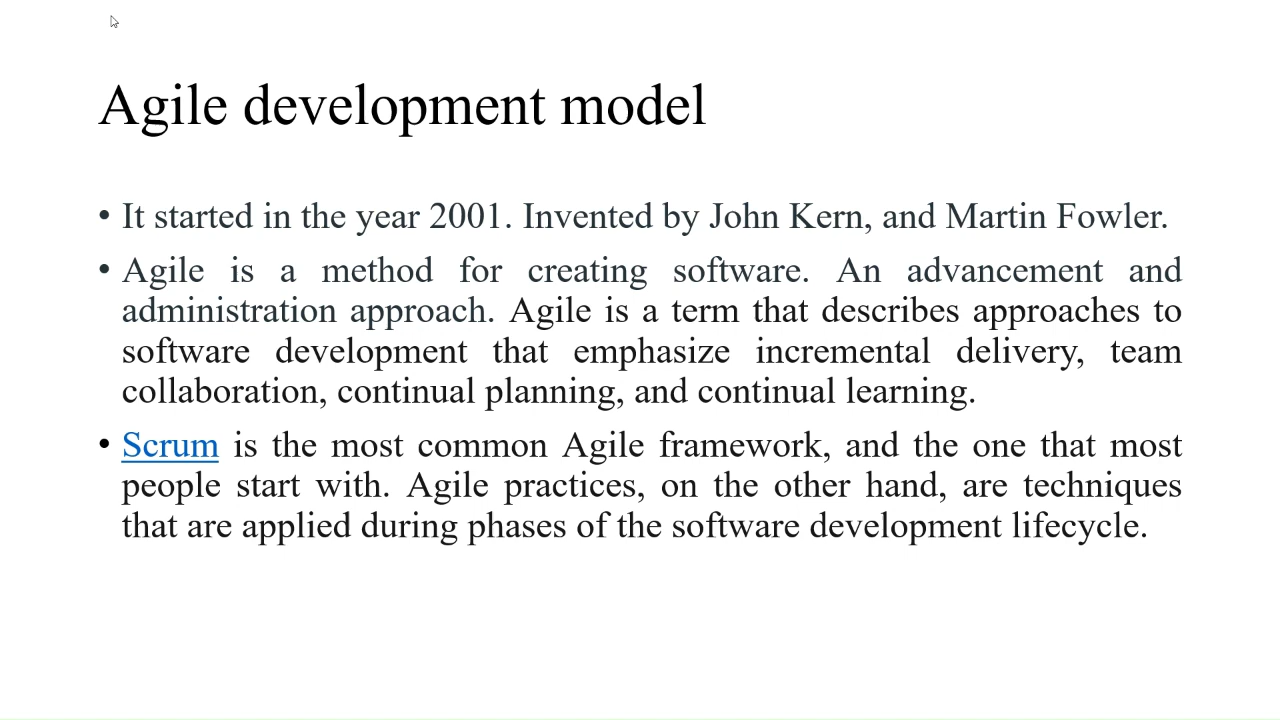 Agile development model
• It started in the year 2001. Invented by John Kern, and Martin Fowler.
• Agile is a method for creating software. An advancement and
administration approach. Agile is a term that describes approaches to
software development that emphasize incremental delivery, team
collaboration, continual planning, and continual learning.
• Scrum is the most common Agile framework, and the one that most
people start with. Agile practices, on the other hand, are techniques
that are applied during phases of the software development lifecycle.